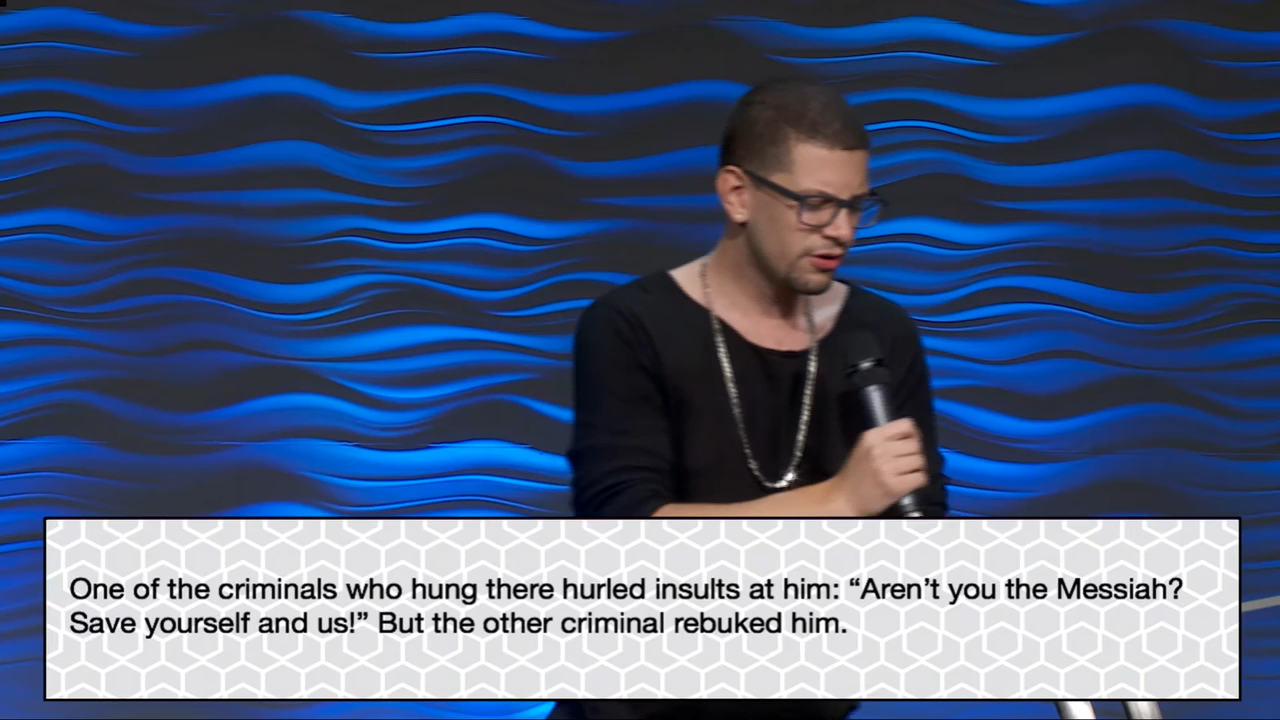 One of the criminals who hung there hurled insults at him: “Aren’t you the Messiah?
Save yourself and us!” But the other criminal rebuked him.